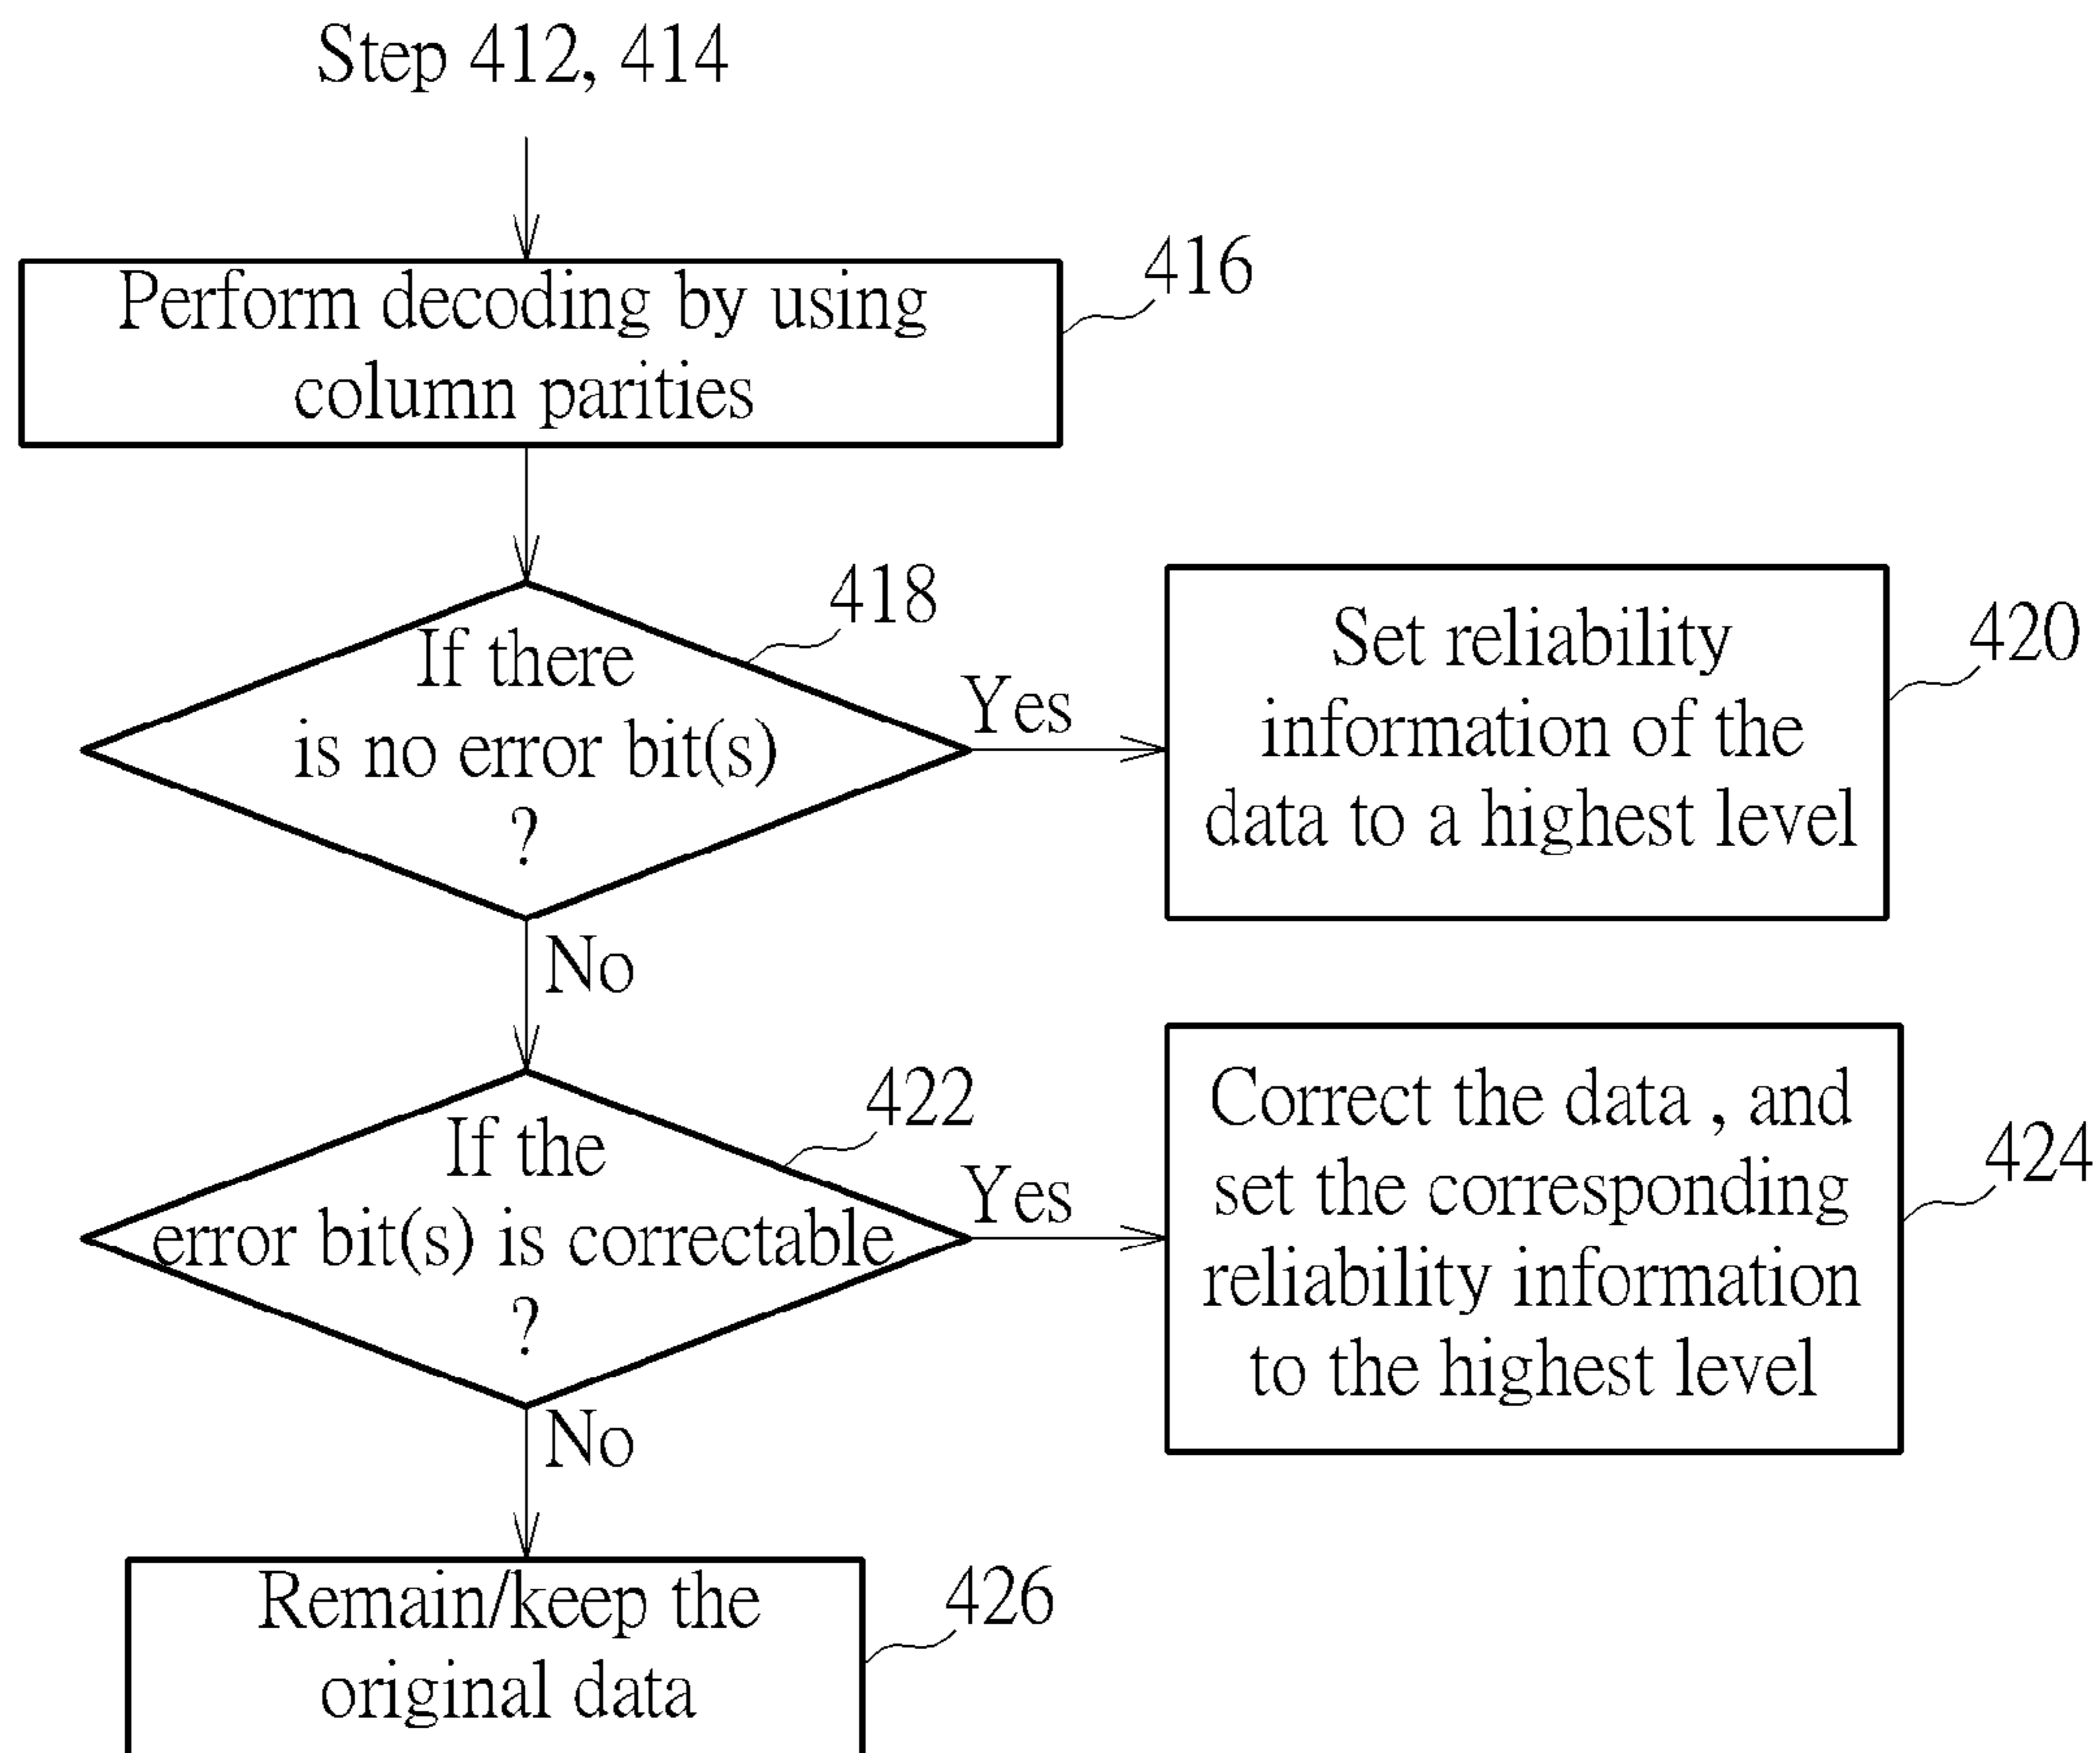 Step 412, 414
Perform decoding by using
column parities
416
If there
is no error bit(s)
?
418
Yes
Set reliability
information of the
data to a highest level
420
No
If the
error bit(s) is correctable
?
422
Yes
Correct the data , and
set the corresponding
reliability information
to the highest level
424
No
Remain/keep the
original data
426